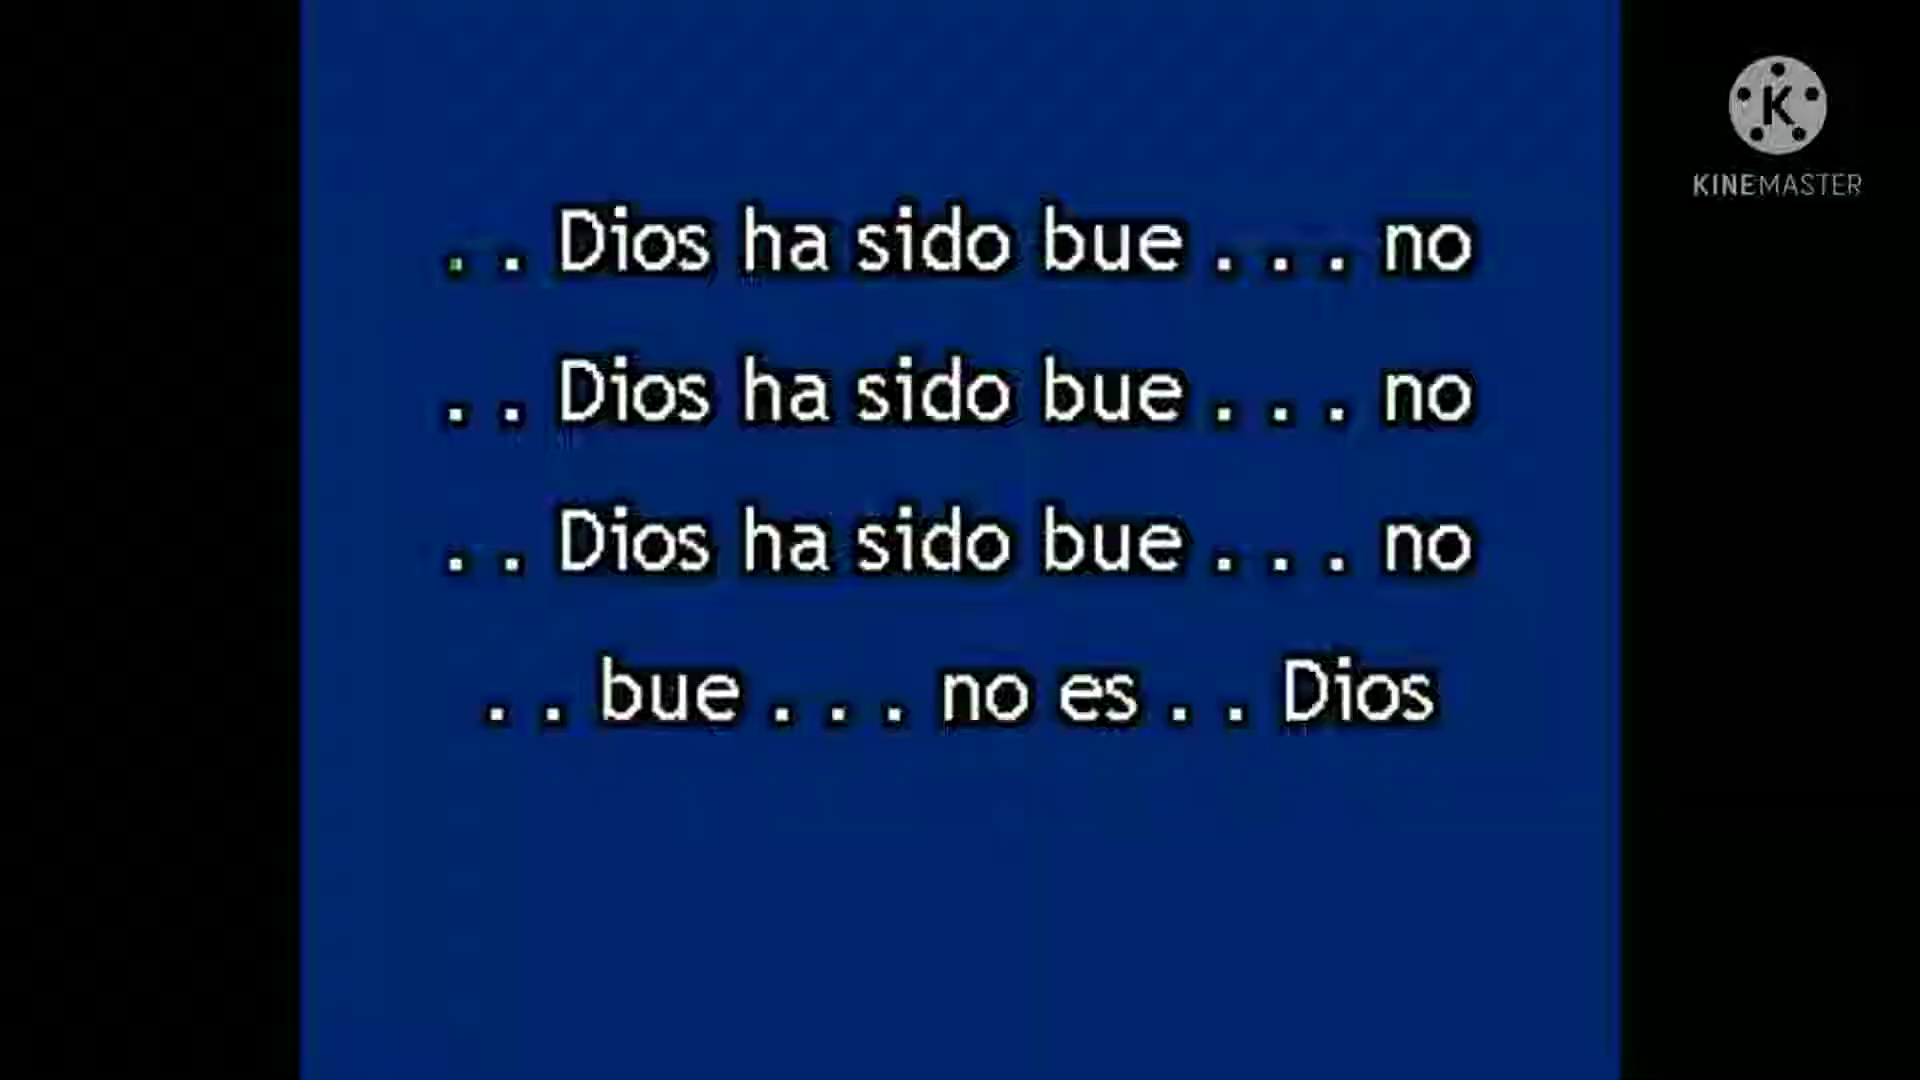 . . Dios ha sido bue . . . no
. . Dios ha sido bue . . . no
. . Dios ha sido bue . . . no
. . bue . . . no es . . Dios
K
KINEMASTER